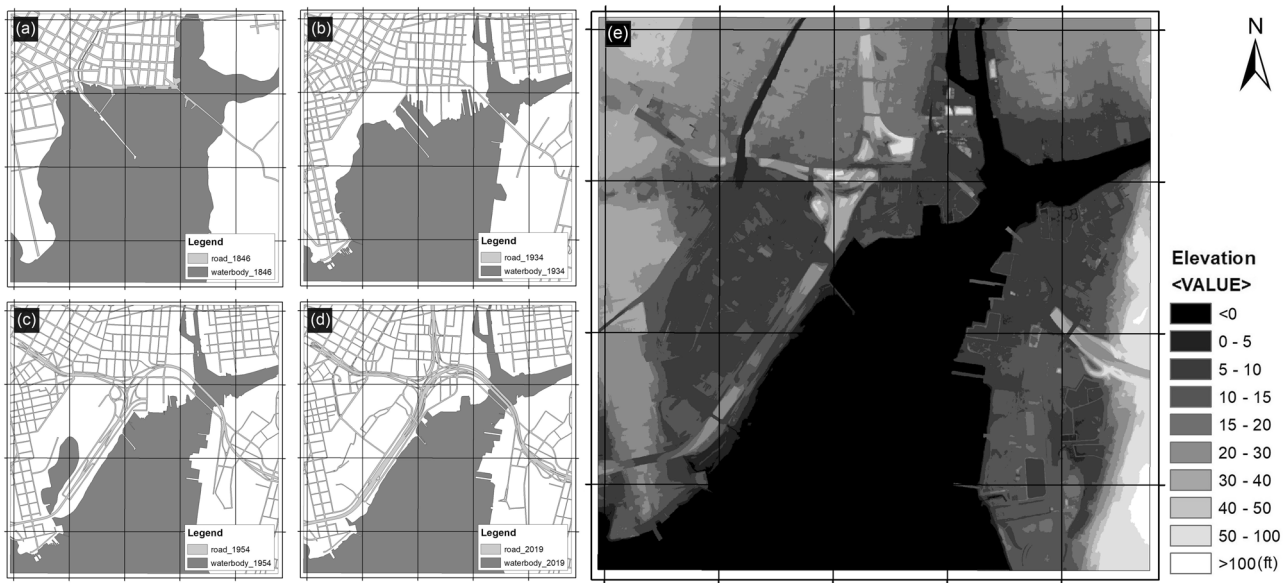 (a)
Legend
road_1846
waterbody_1846
(b)
Legend
road_1934
waterbody_1934
(c)
Legend
road_1954
waterbody_1954
(d)
Legend
road_2019
waterbody_2019
(e)
N
Elevation
<VALUE>
<0
0 - 5
5 - 10
10 - 15
15 - 20
20 - 30
30 - 40
40 - 50
50 - 100
>100(ft)